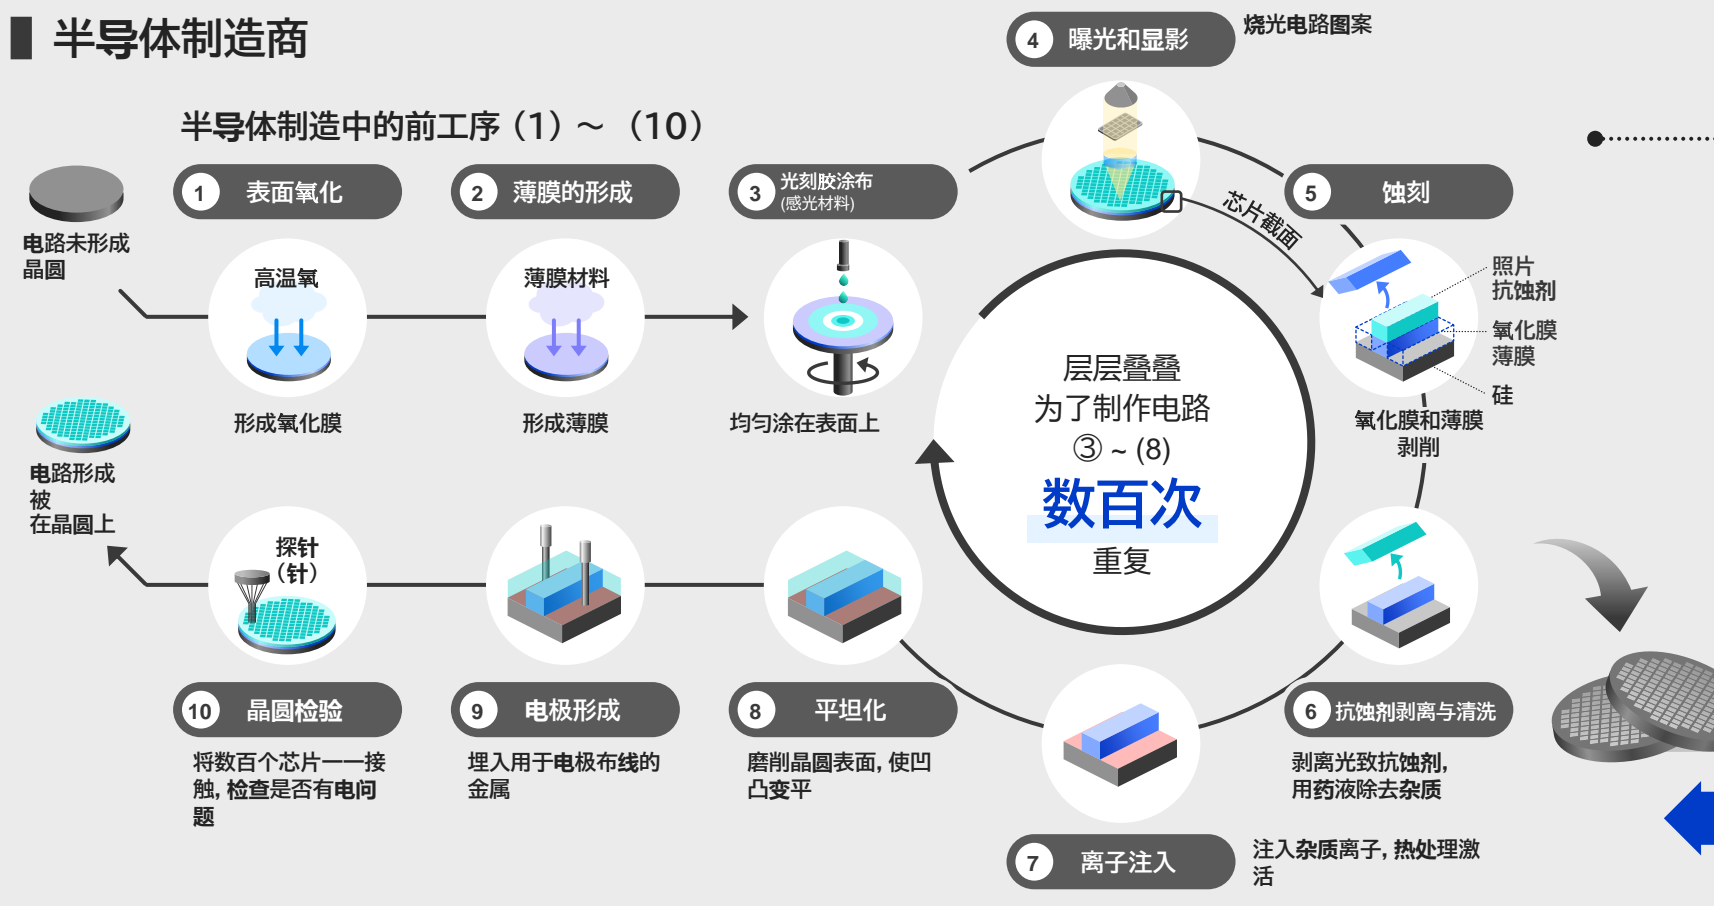 半导体制造商
半导体制造中的前工序（1）～（10）
电路未形成
晶圆
1 表面氧化
高温氧
形成氧化膜
2 薄膜的形成
薄膜材料
形成薄膜
3 光刻胶涂布
(感光材料)
均匀涂在表面上
4 曝光和显影
烧光电路图案
芯片截面
5 蚀刻
照片
抗蚀剂
氧化膜
薄膜
硅
氧化膜和薄膜
剥削
层层叠叠
为了制作电路
③ ~ (8)
数百次
重复
6 抗蚀剂剥离与清洗
剥离光致抗蚀剂,
用药液除去杂质
7 离子注入
注入杂质离子, 热处理激
活
8 平坦化
磨削晶圆表面, 使凹
凸变平
9 电极形成
埋入用于电极布线的
金属
10 晶圆检验
探针
（针）
将数百个芯片一一接
触, 检查是否有电问
题
电路形成
被
在晶圆上